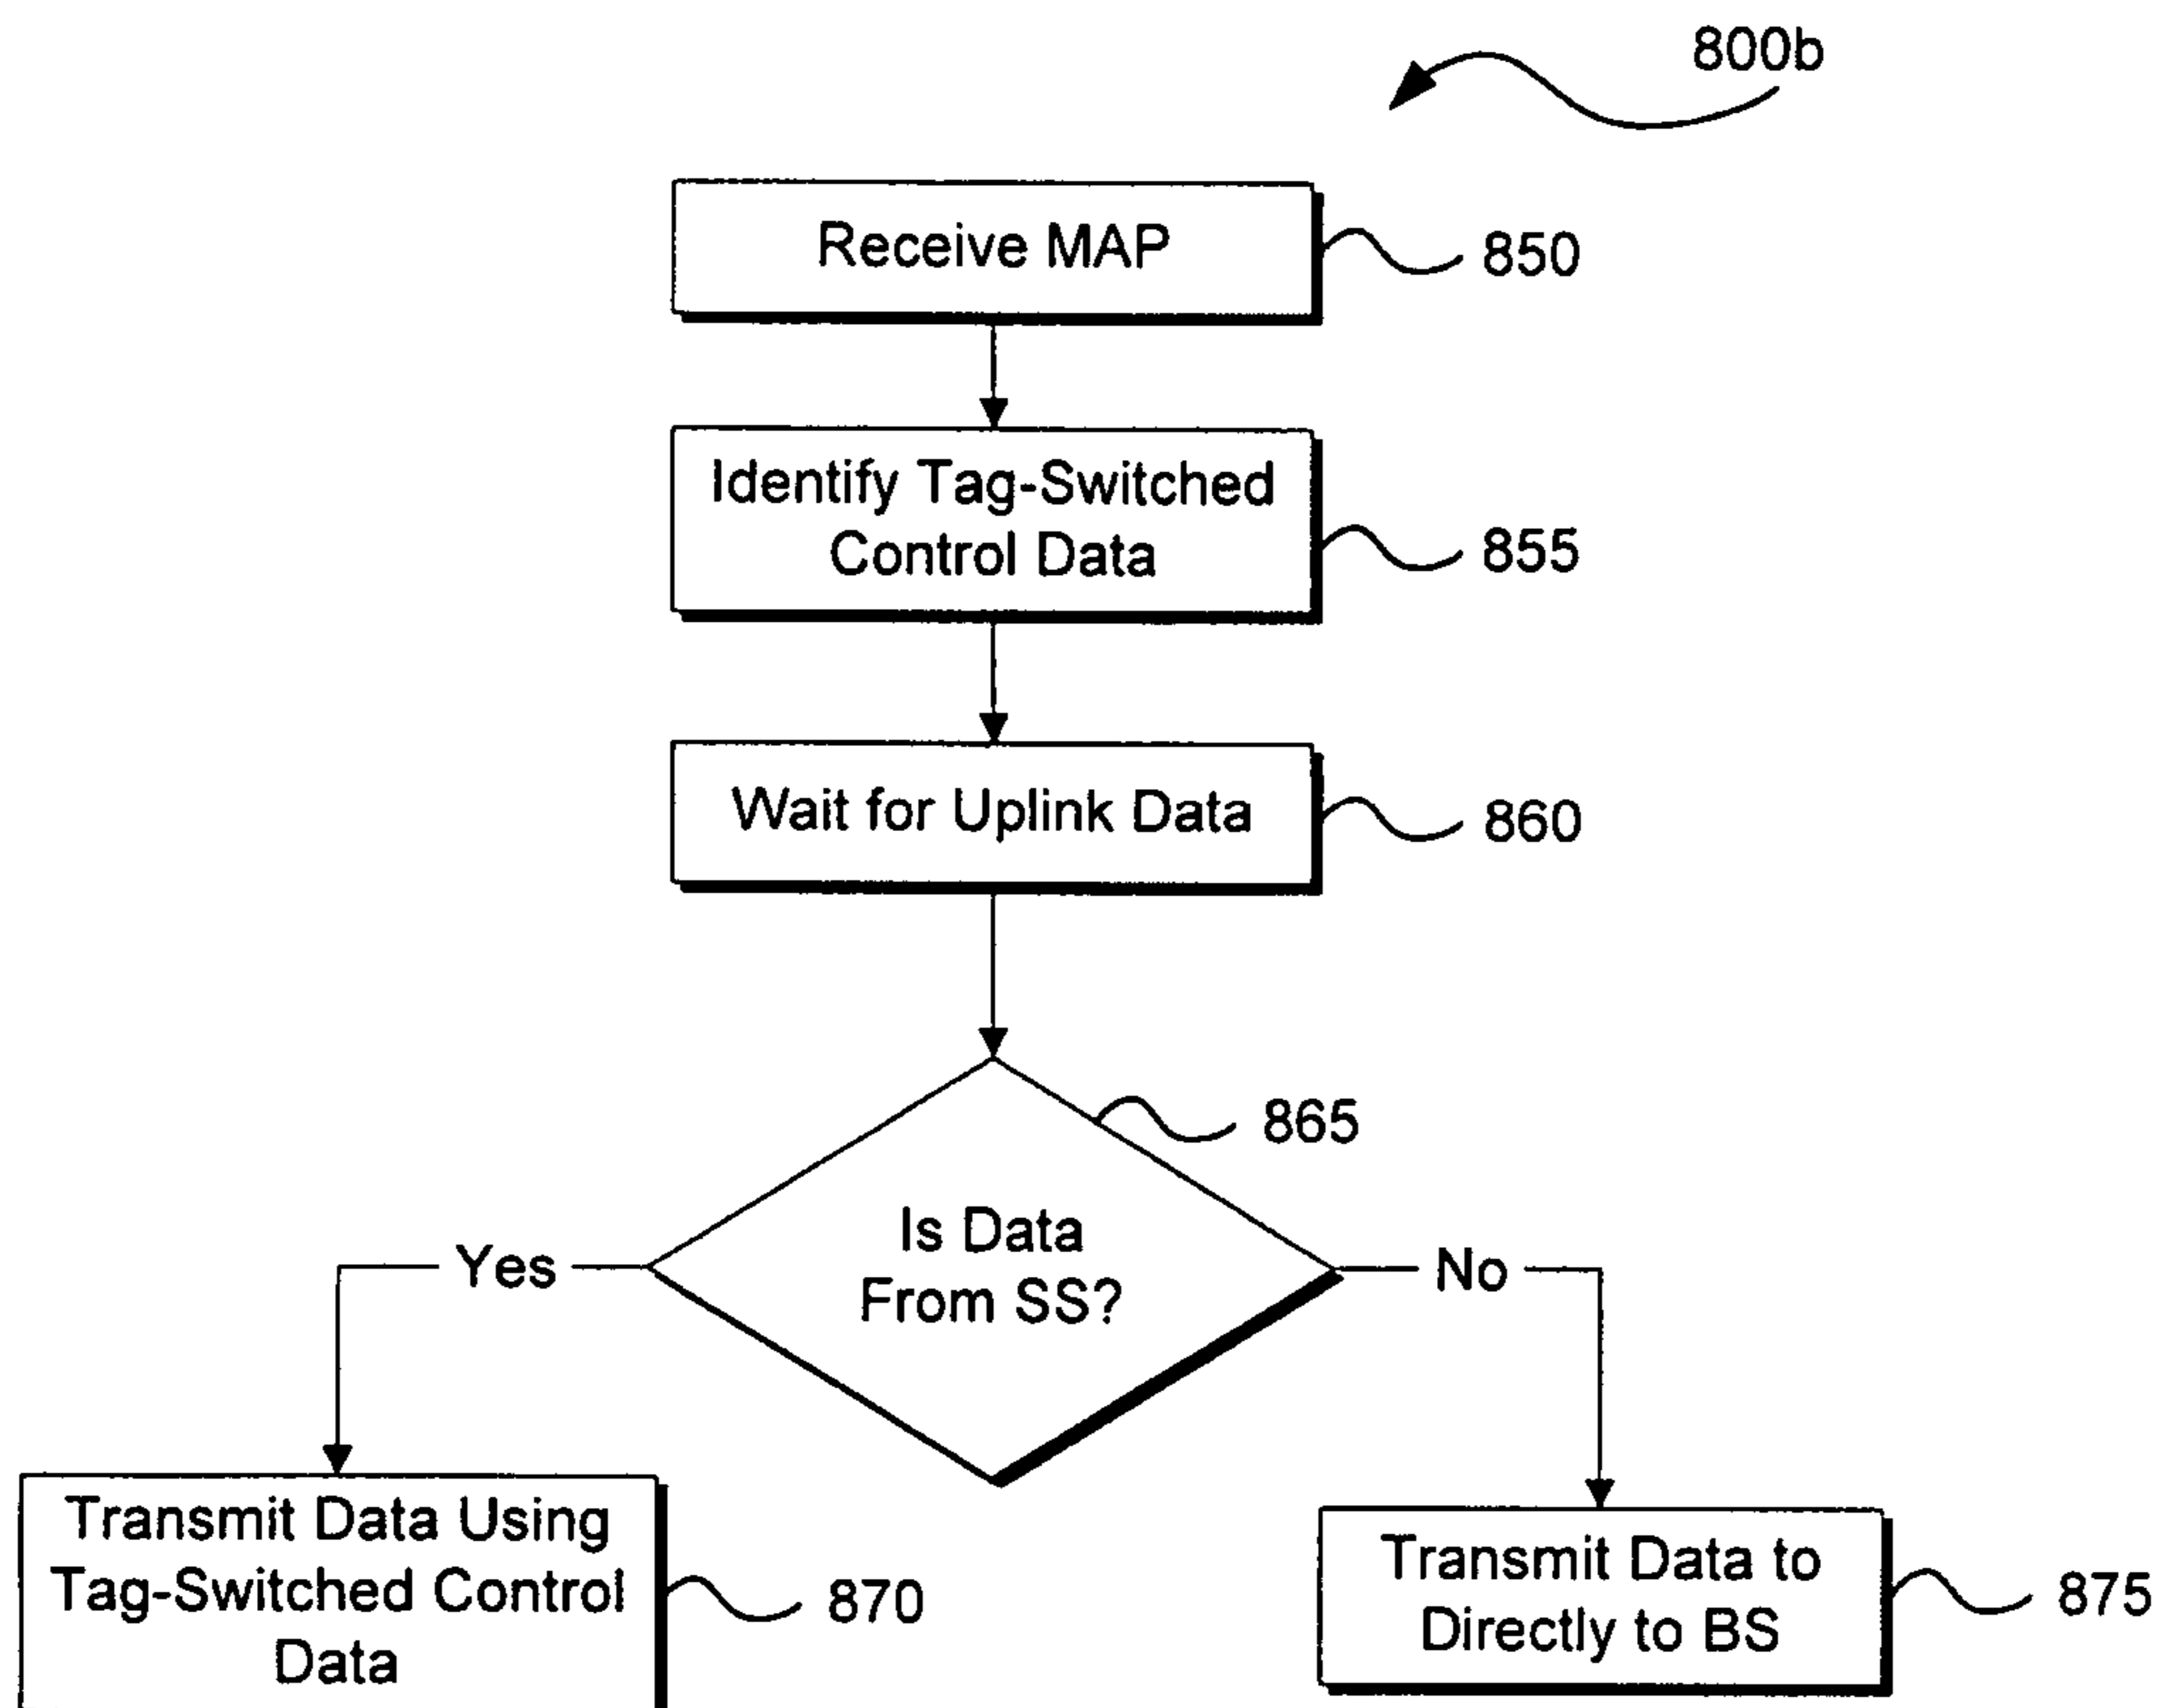 800b
Receive MAP
850
Identify Tag-Switched
Control Data
855
Wait for Uplink Data
860
865
Is Data
From SS?
Yes
No
Transmit Data Using
Tag-Switched Control
Data
870
Transmit Data to
Directly to BS
875